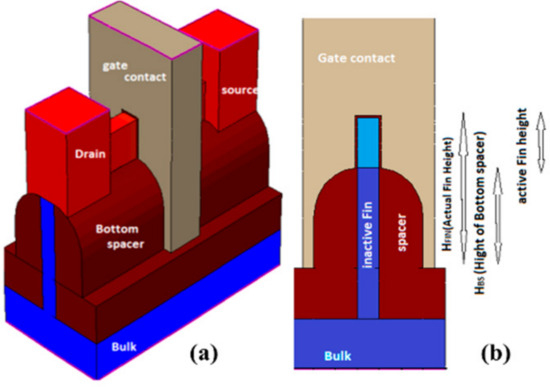 gate
contact
source
Drain
Bottom
spacer
Bulk
(a)
Gate contact
inactive Fin
spacer
Bulk
(b)
HFIN(Actual Fin Height)
HBS (Hight of Bottom spacer)
active Fin height